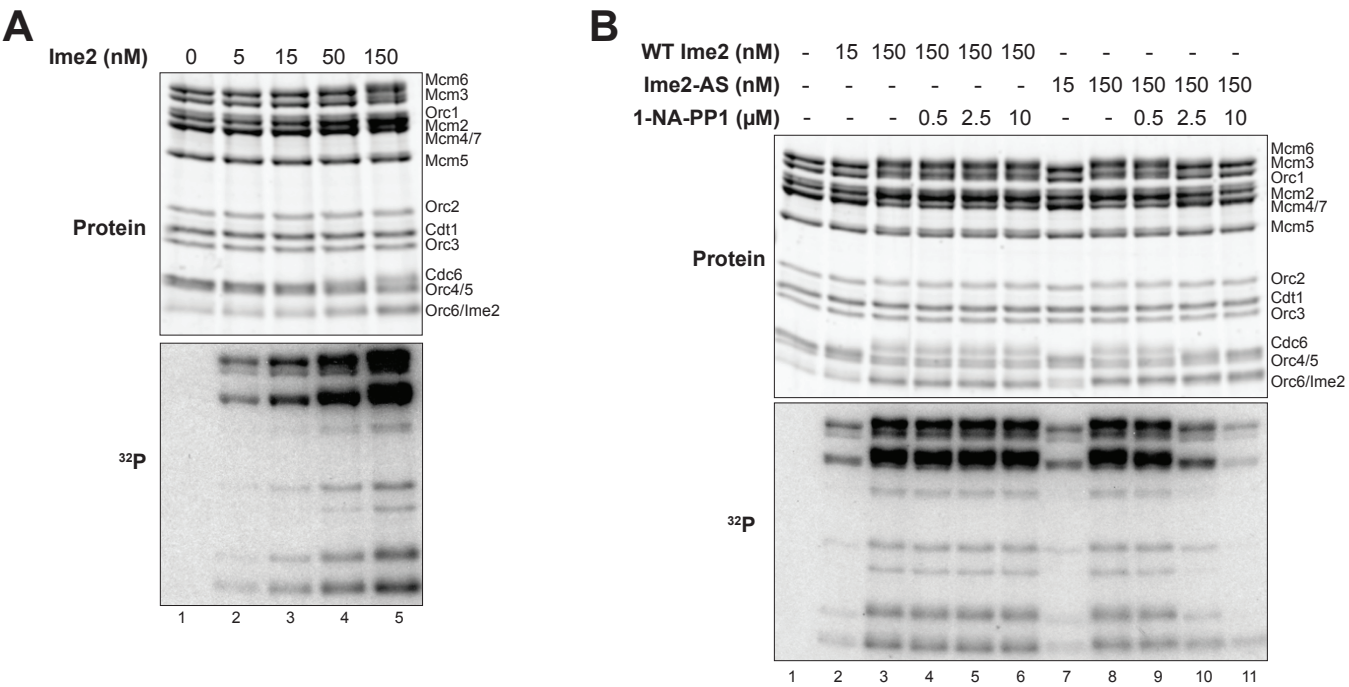 A
Ime2 (nM) 0 5 15 50 150
Mcm6
Mcm3
Orc1
Mcm2
Mcm4/7
Mcm5
Orc2
Cdt1
Orc3
Cdc6
Orc4/5
Orc6/Ime2
Protein
32P
1 2 3 4 5
B
WT Ime2 (nM) - 15 150 150 150 150 - - - - -
Ime2-AS (nM) - - - - - - 15 150 150 150 150
1-NA-PP1 (µM) - - - 0.5 2.5 10 - - 0.5 2.5 10
Mcm6
Mcm3
Orc1
Mcm2
Mcm4/7
Mcm5
Orc2
Cdt1
Orc3
Cdc6
Orc4/5
Orc6/Ime2
Protein
32P
1 2 3 4 5 6 7 8 9 10 11